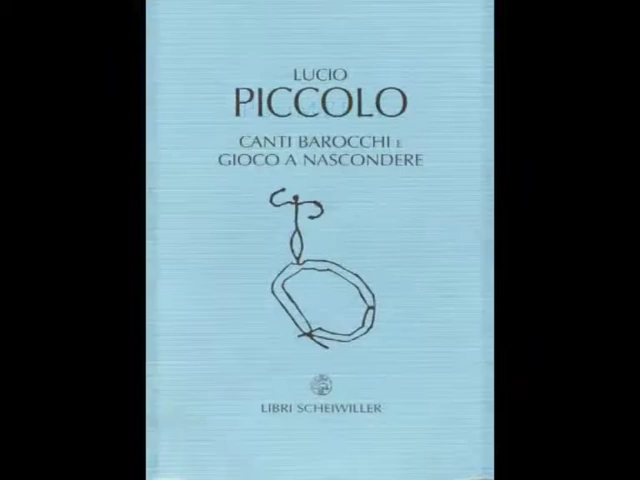 LUCIO
PICCOLO
CANTI BAROCCHI E
GIOCO A NASCONDERE
LIBRI SCHEIWILLER